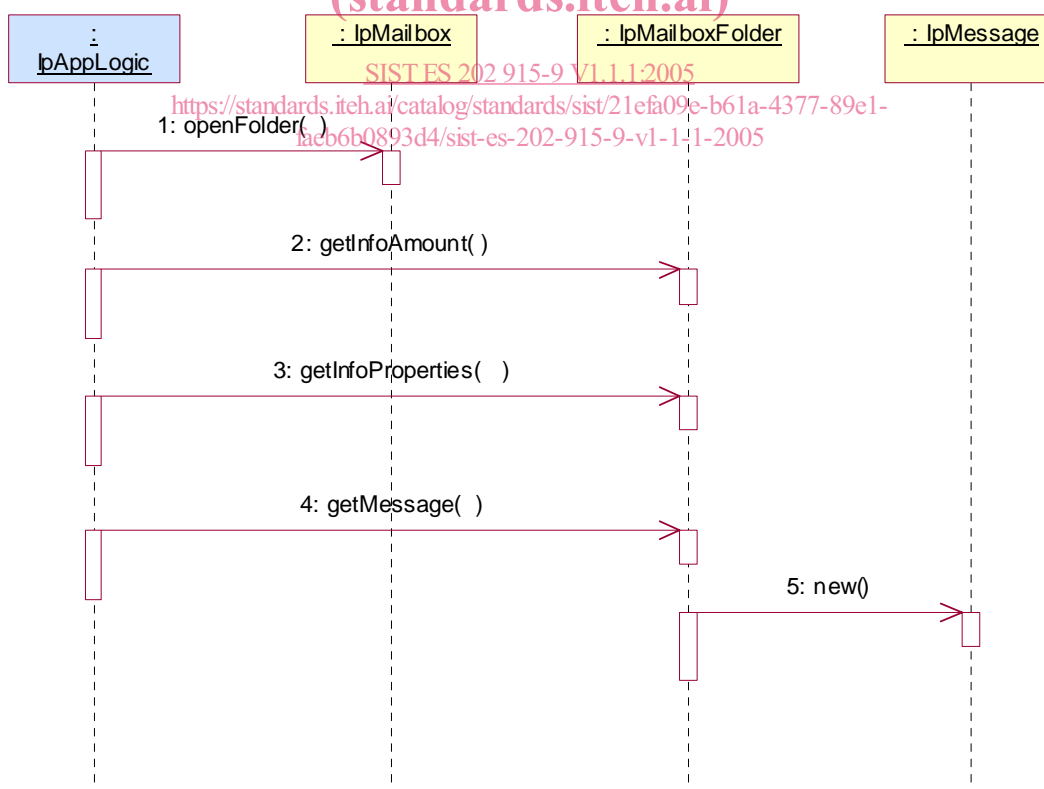 (standards.iteh.ai)
:
IpAppLogic
: IpMailbox
: IpMailboxFolder
: IpMessage
SIST ES 202 915-9 V1.1.1:2005
https://standards.iteh.ai/catalog/standards/sist/21efa09e-b61a-4377-89e1-
faeb6b0893d4/sist-es-202-915-9-v1-1-1-2005
1: openFolder( )
2: getInfoAmount( )
3: getInfoProperties( )
4: getMessage( )
5: new()